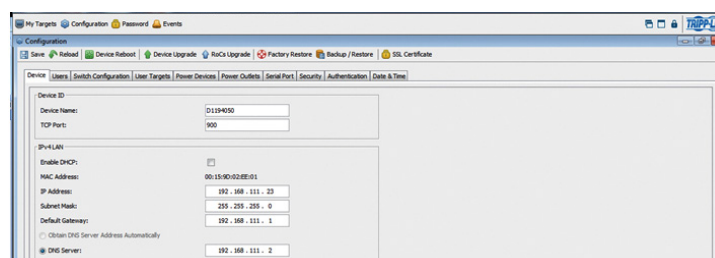 My Targets Configuration Password Events
TRIPP-L
Configuration
Save Reload Device Reboot Device Upgrade RoCs Upgrade Factory Restore Backup / Restore SSL Certificate
Device Users Switch Configuration User Targets Power Devices Power Outlets Serial Port Security Authentication Date & Time
Device ID
Device Name: D1194050
TCP Port: 900
IPv4 LAN
Enable DHCP:
MAC Address: 00:15:9D:02:EE:01
IP Address: 192 . 168 . 111 . 23
Subnet Mask: 255 . 255 . 255 . 0
Default Gateway: 192 . 168 . 111 . 1
Obtain DNS Server Address Automatically
DNS Server: 192 . 168 . 111 . 2